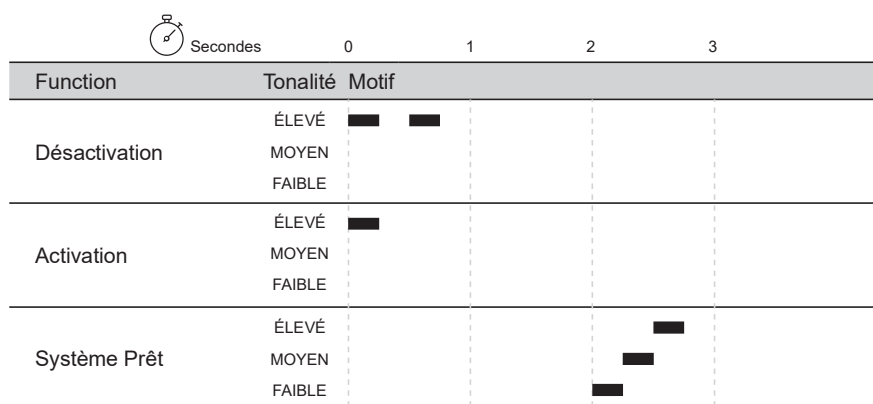 Secondes 0 1 2 3
Function Tonalité Motif
ÉLEVÉ
Désactivation MOYEN
FAIBLE
ÉLEVÉ
Activation MOYEN
FAIBLE
ÉLEVÉ
Système Prêt MOYEN
FAIBLE